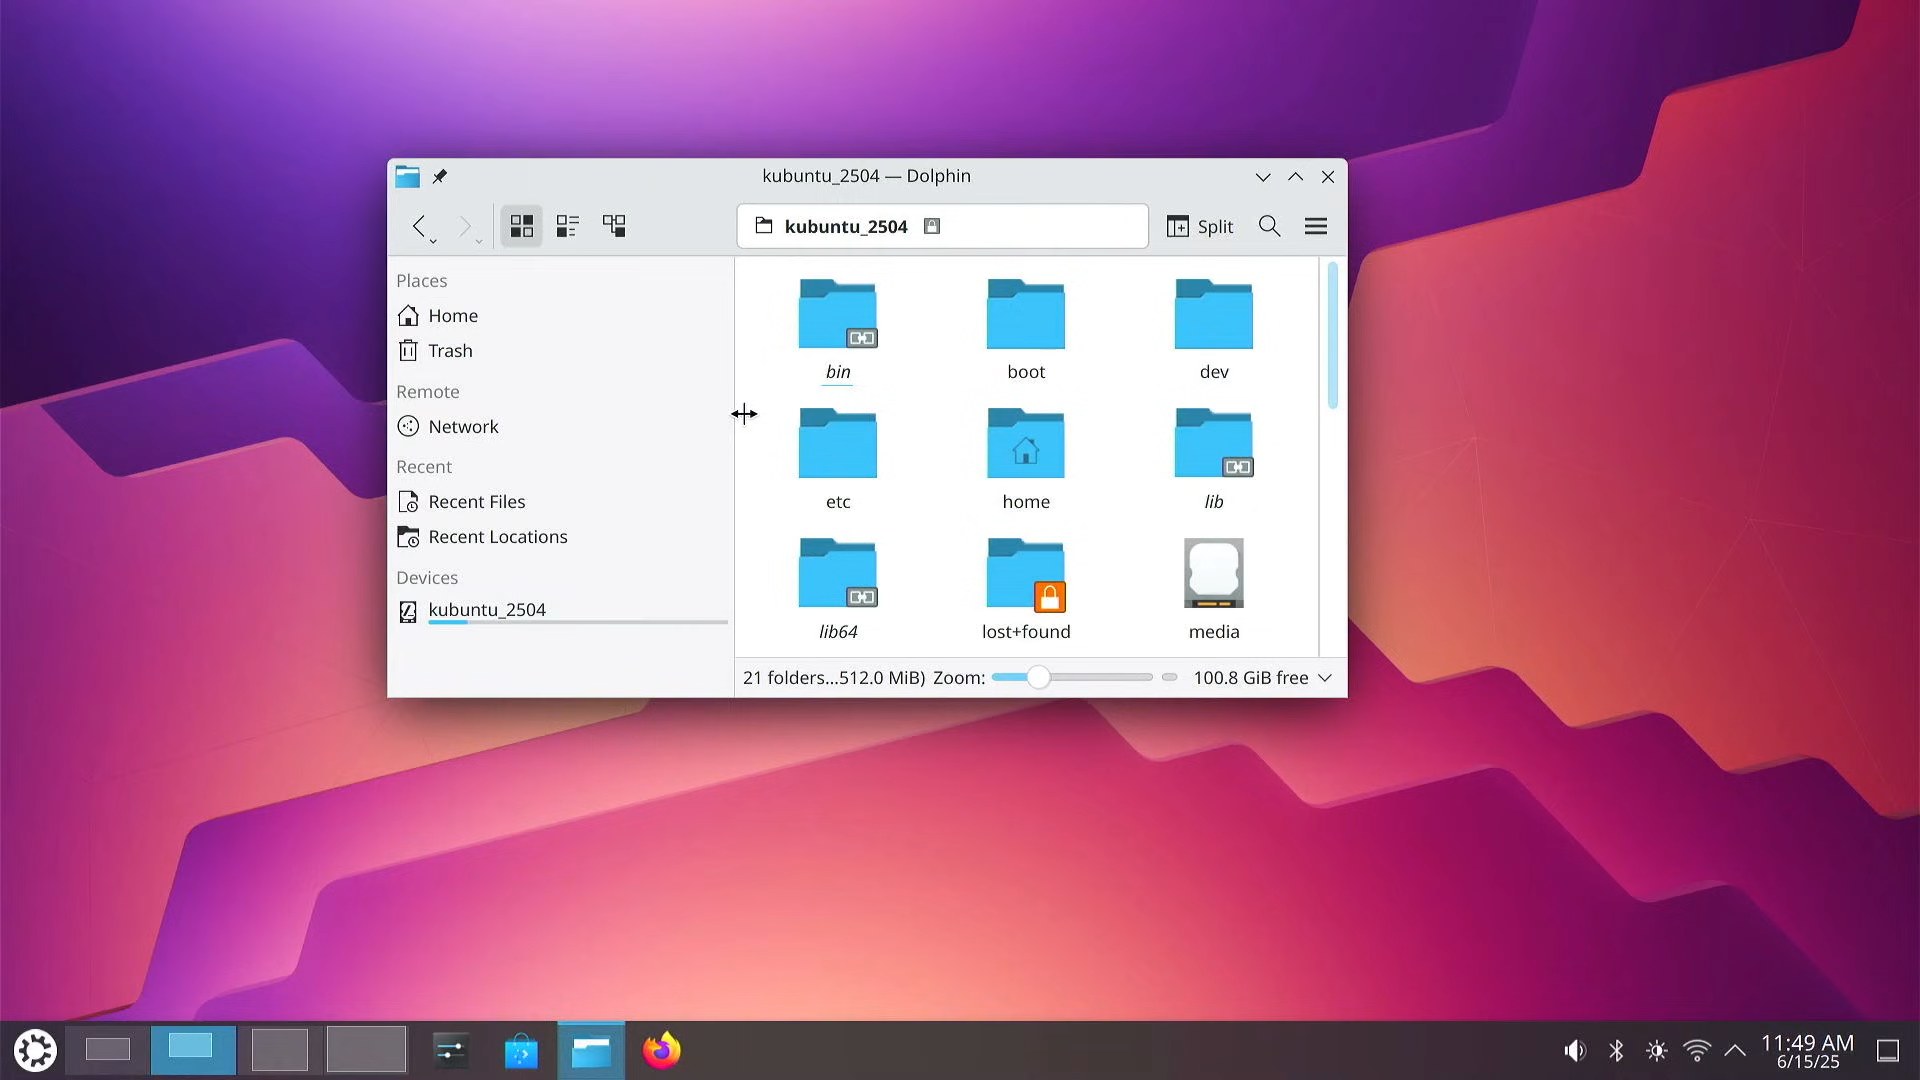 kubuntu_2504 — Dolphin
kubuntu_2504
Split
Places
Home
Trash
Remote
Network
Recent
Recent Files
Recent Locations
Devices
kubuntu_2504
bin
boot
dev
etc
home
lib
lib64
lost+found
media
21 folders...512.0 MiB) Zoom:
100.8 GiB free
11:49 AM
6/15/25